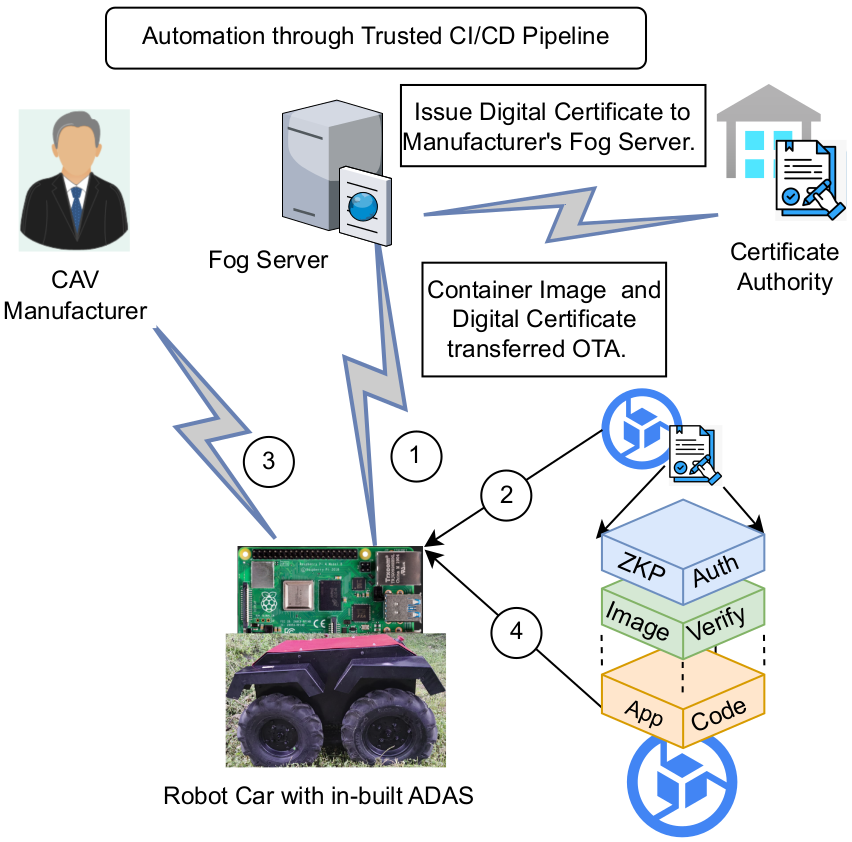 Automation through Trusted CI/CD Pipeline
Issue Digital Certificate to
Manufacturer's Fog Server.
Fog Server
Certificate
Authority
CAV
Manufacturer
Container Image and
Digital Certificate
transferred OTA.
1
3
2
4
ZKP Auth
Image Verify
App Code
Robot Car with in-built ADAS